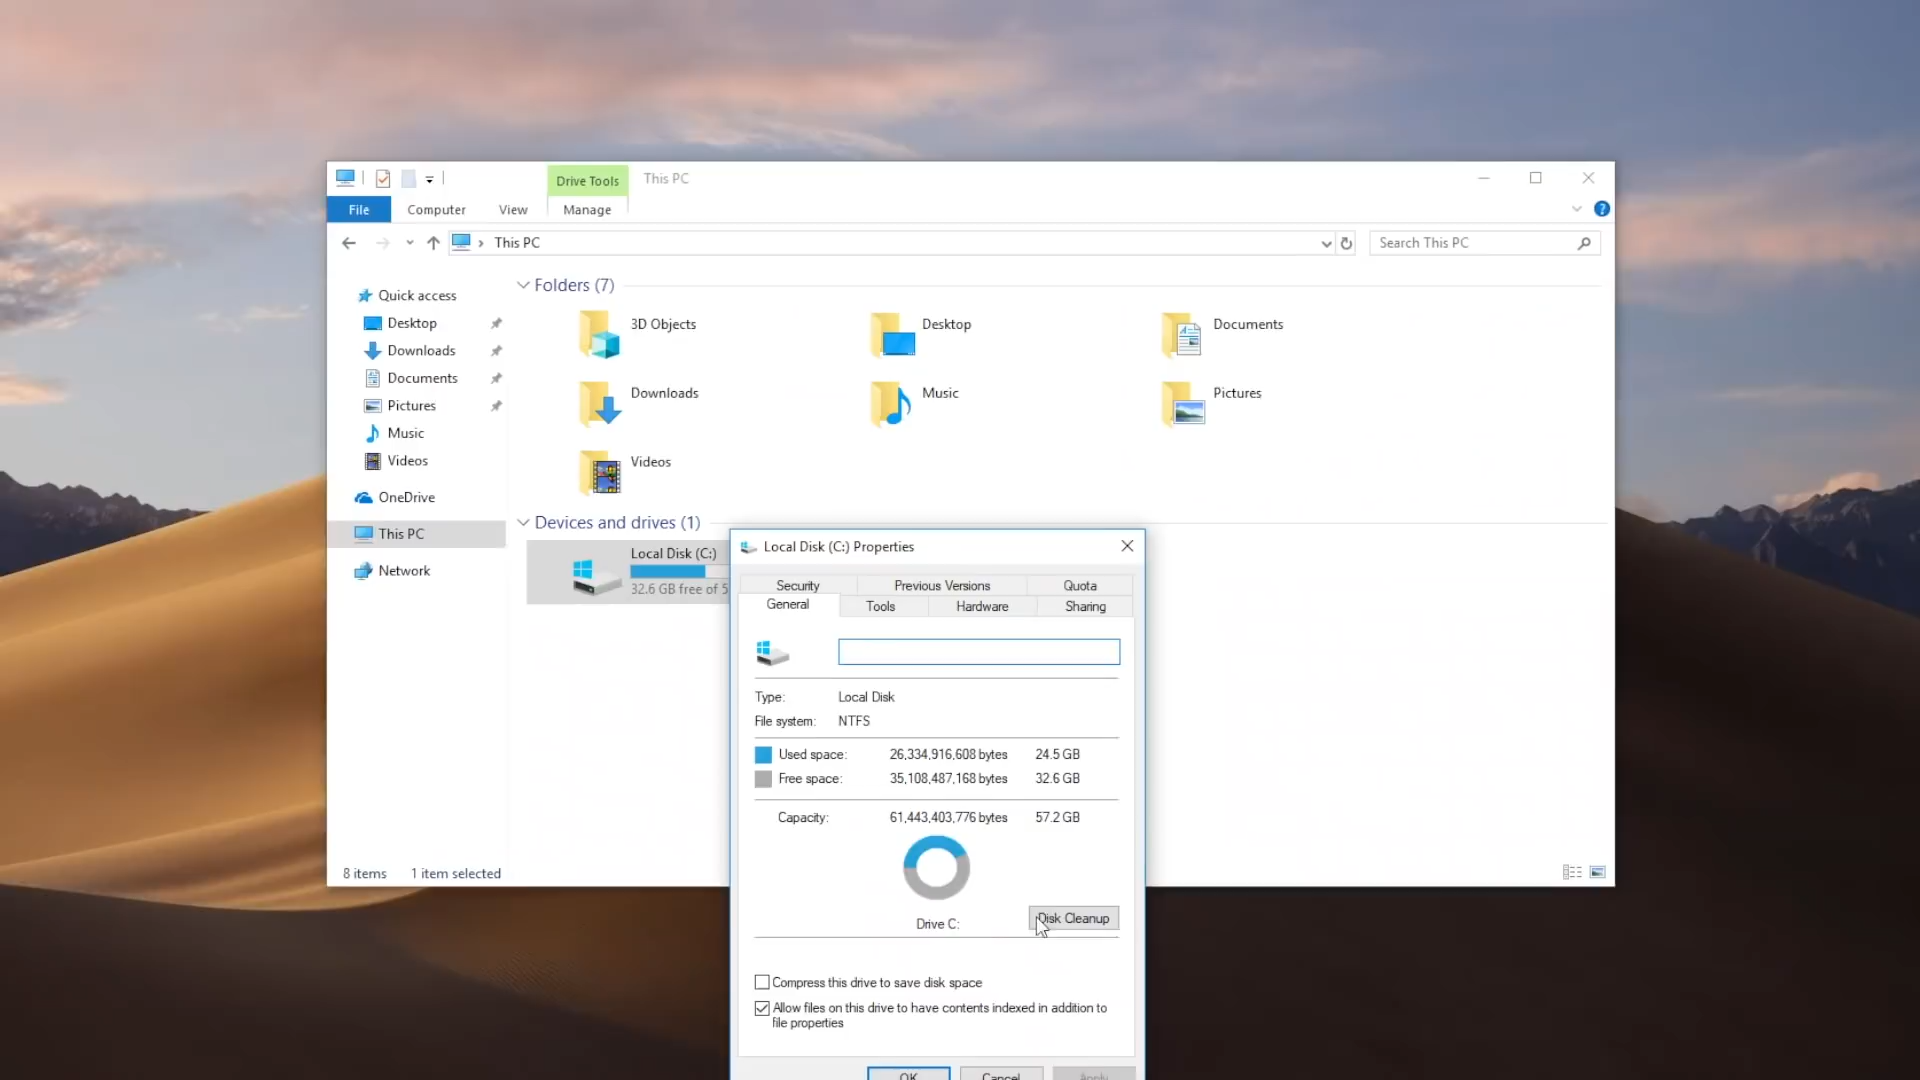 Drive Tools
This PC
File
Computer
View
Manage
This PC
Search This PC
Quick access
Desktop
Downloads
Documents
Pictures
Music
Videos
OneDrive
This PC
Network
Folders (7)
3D Objects
Desktop
Documents
Downloads
Music
Pictures
Videos
Devices and drives (1)
Local Disk (C:)
32.6 GB free of 5
8 items
1 item selected
Local Disk (C:) Properties
Security
Previous Versions
Quota
General
Tools
Hardware
Sharing
Type: Local Disk
File system: NTFS
Used space: 26,334,916,608 bytes 24.5 GB
Free space: 35,108,487,168 bytes 32.6 GB
Capacity: 61,443,403,776 bytes 57.2 GB
Drive C:
Disk Cleanup
Compress this drive to save disk space
Allow files on this drive to have contents indexed in addition to
file properties
OK
Cancel
Apply